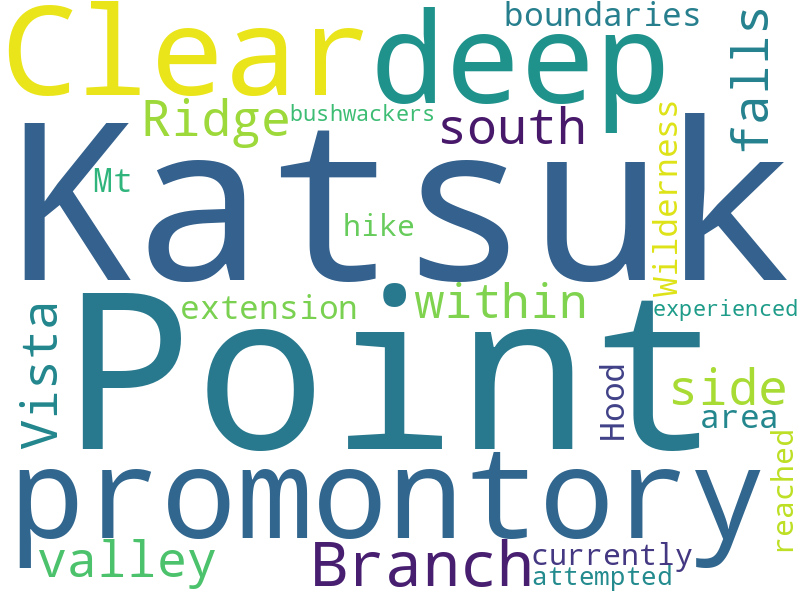 boundaries
Clear
deep
falls
Ridge
bushwackers
south
Wilderness
Katsuk
Mt
hike
extension
within
experienced
Vista
Point
Hood
side
area
promontory
reached
valley
Branch
currently
attempted